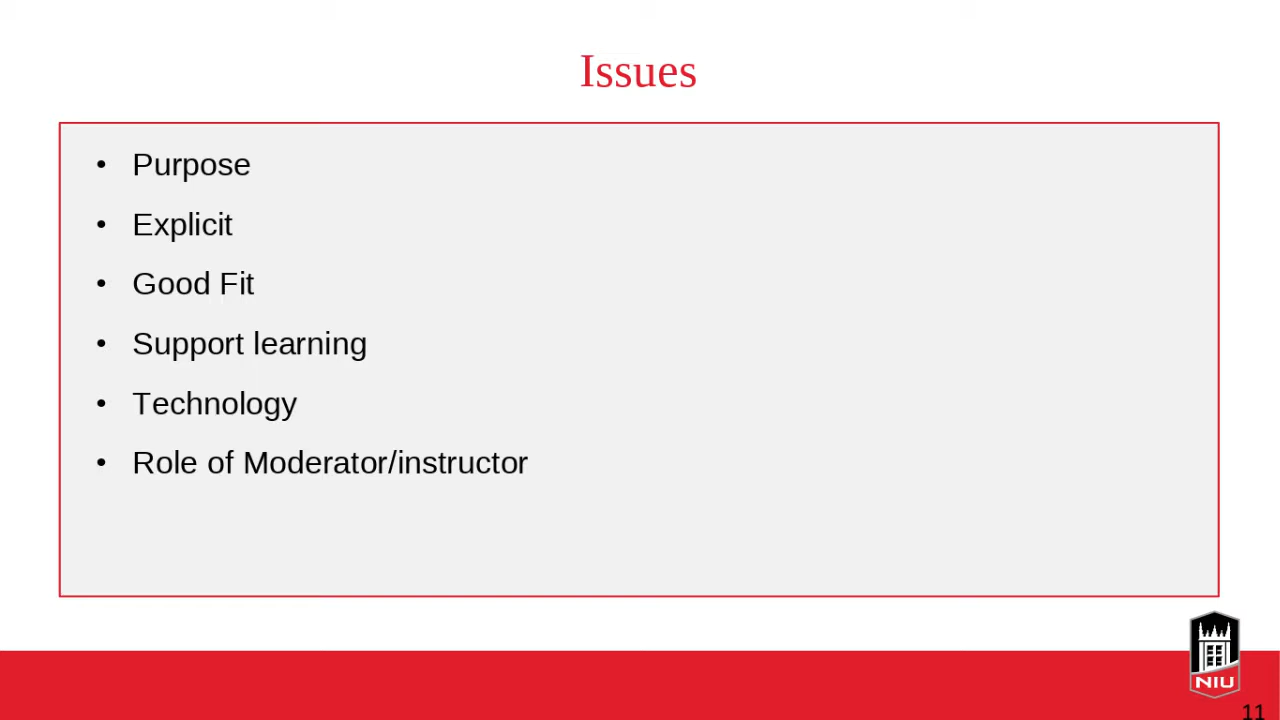 Issues
• Purpose
• Explicit
• Good Fit
• Support learning
• Technology
• Role of Moderator/instructor
NIU
11